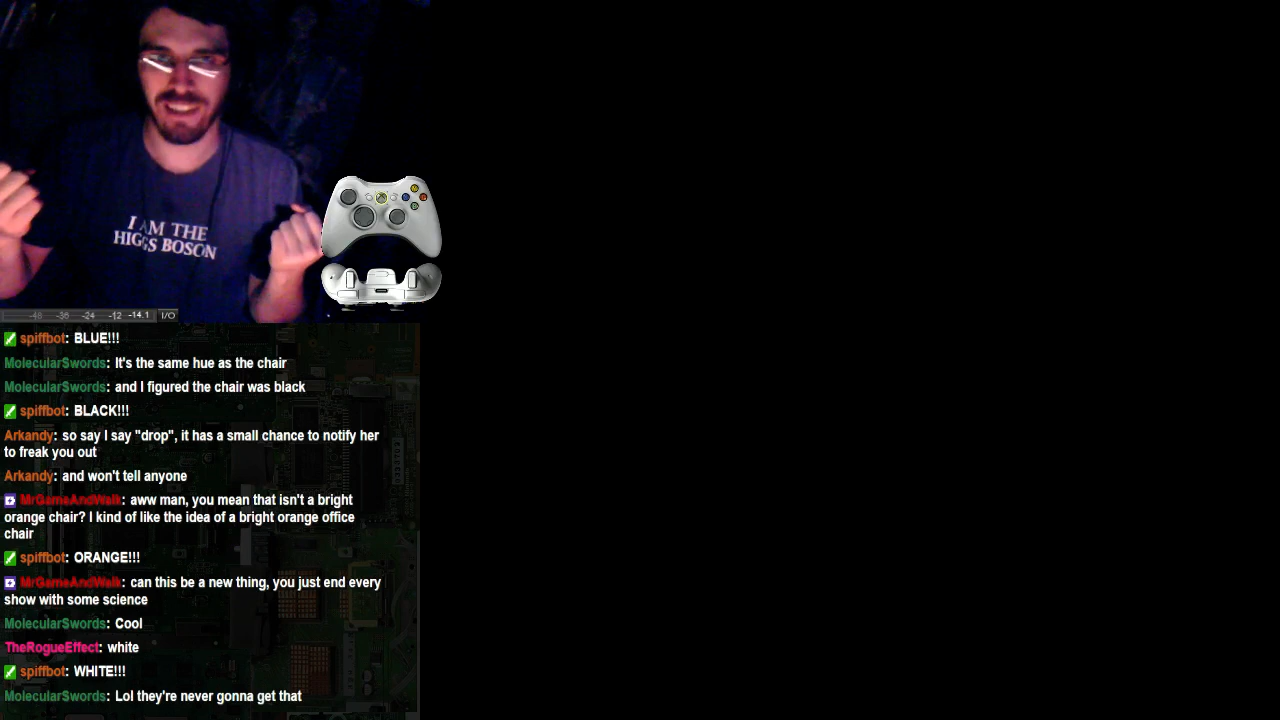 I AM THE
HIGGS BOSON
-48 -36 -24 -12 -14.1 I/O
spiffbot: BLUE!!!
MolecularSwords: It's the same hue as the chair
MolecularSwords: and I figured the chair was black
spiffbot: BLACK!!!
Arkandy: so say I say "drop", it has a small chance to notify her
to freak you out
Arkandy: and won't tell anyone
MrGameAndWalk: aww man, you mean that isn't a bright
orange chair? I kind of like the idea of a bright orange office
chair
spiffbot: ORANGE!!!
MrGameAndWalk: can this be a new thing, you just end every
show with some science
MolecularSwords: Cool
TheRogueEffect: white
spiffbot: WHITE!!!
MolecularSwords: Lol they're never gonna get that